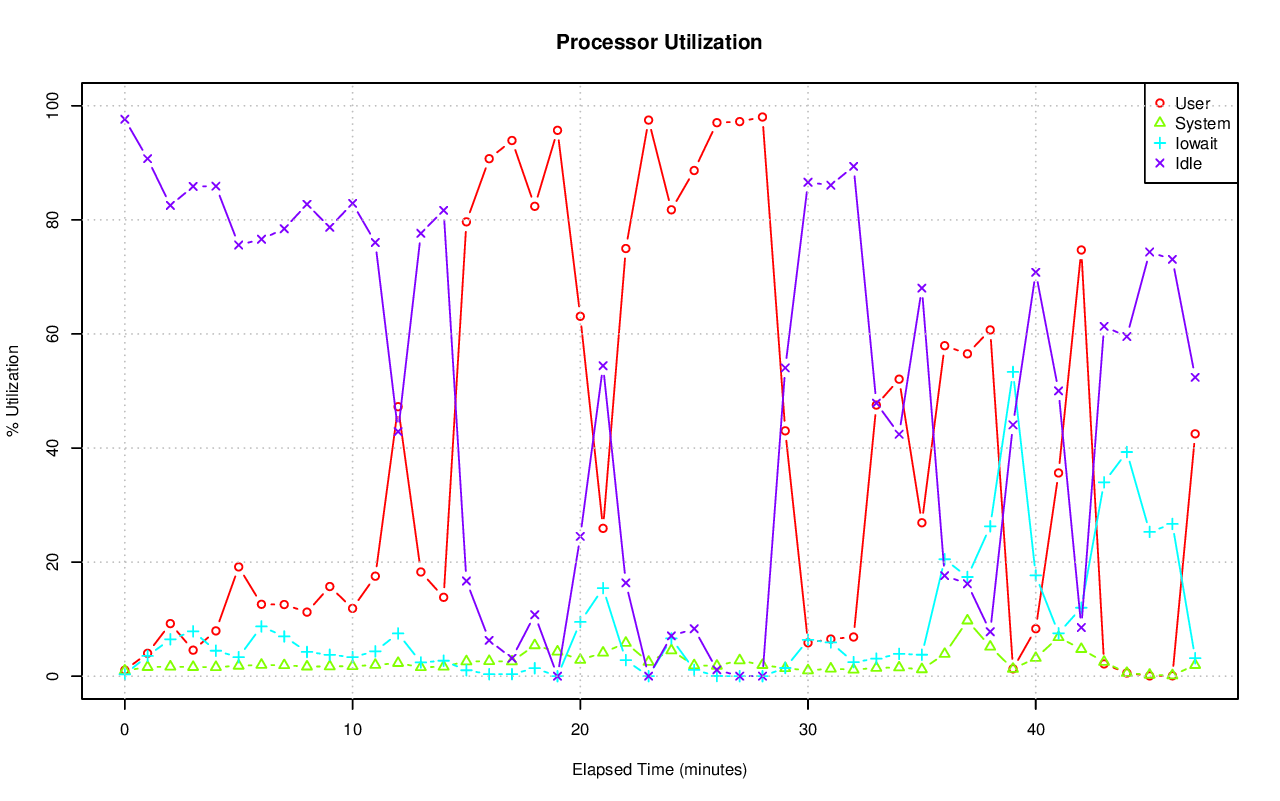 Processor Utilization
% Utilization
100
80
60
40
20
0
User
System
Iowait
Idle
0 10 20 30 40
Elapsed Time (minutes)